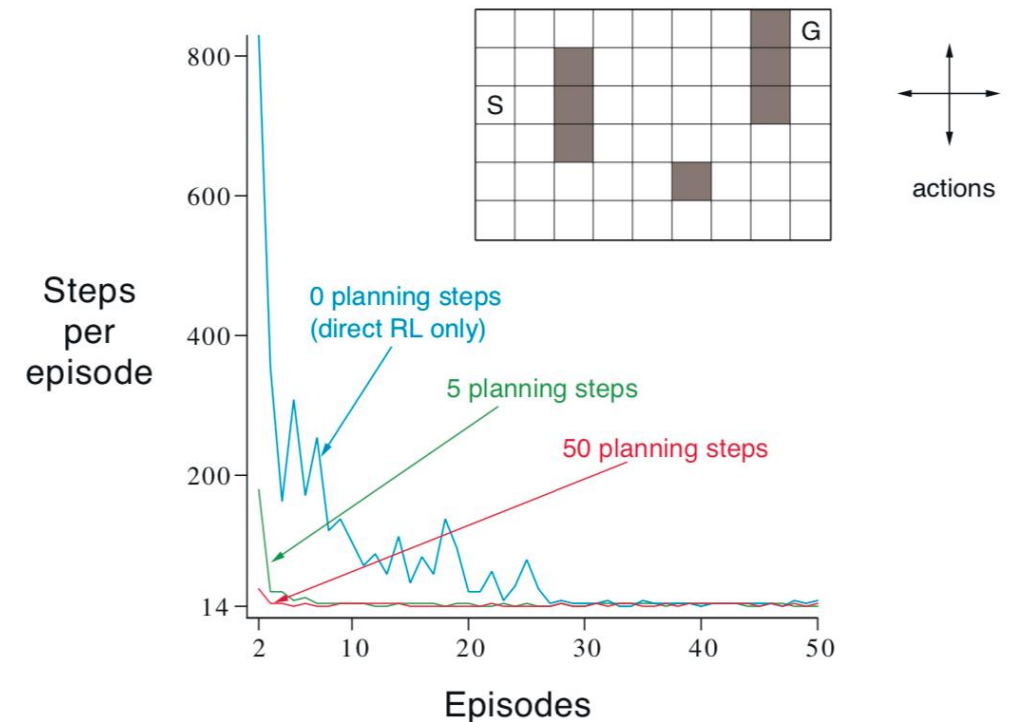 800
600
400
200
14
2
10
20
30
40
50
Steps
per
episode
Episodes
0 planning steps
(direct RL only)
5 planning steps
50 planning steps
S
G
actions